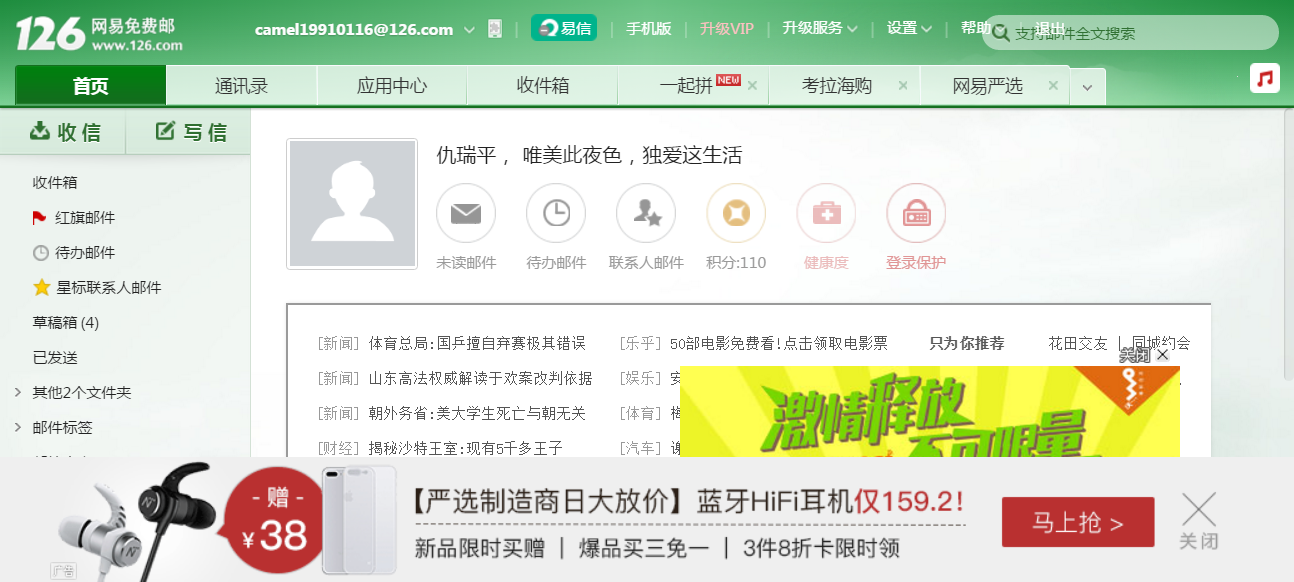 126 网易免费邮
www.126.com
camel19910116@126.com
易信
手机版
升级VIP
升级服务
设置
帮助
退出
支持邮件全文搜索
首页
通讯录
应用中心
收件箱
一起拼 NEW
考拉海购
网易严选
收信
写信
收件箱
红旗邮件
待办邮件
星标联系人邮件
草稿箱 (4)
已发送
其他2个文件夹
邮件标签
仇瑞平， 唯美此夜色，独爱这生活
未读邮件
待办邮件
联系人邮件
积分:110
健康度
登录保护
[新闻] 体育总局:国乒擅自弃赛极其错误
[乐乎] 50部电影免费看!点击领取电影票
只为你推荐
花田交友 | 同城约会
关闭
[新闻] 山东高法权威解读于欢案改判依据
[娱乐]
[新闻] 朝外务省:美大学生死亡与朝无关
[体育]
[财经] 揭秘沙特王室:现有5千多王子
[汽车]
激情释放
不可限量
- 赠 -
¥38
【严选制造商日大放价】蓝牙HiFi耳机仅159.2!
新品限时买赠 | 爆品买三免一 | 3件8折卡限时领
马上抢 >
关闭
广告